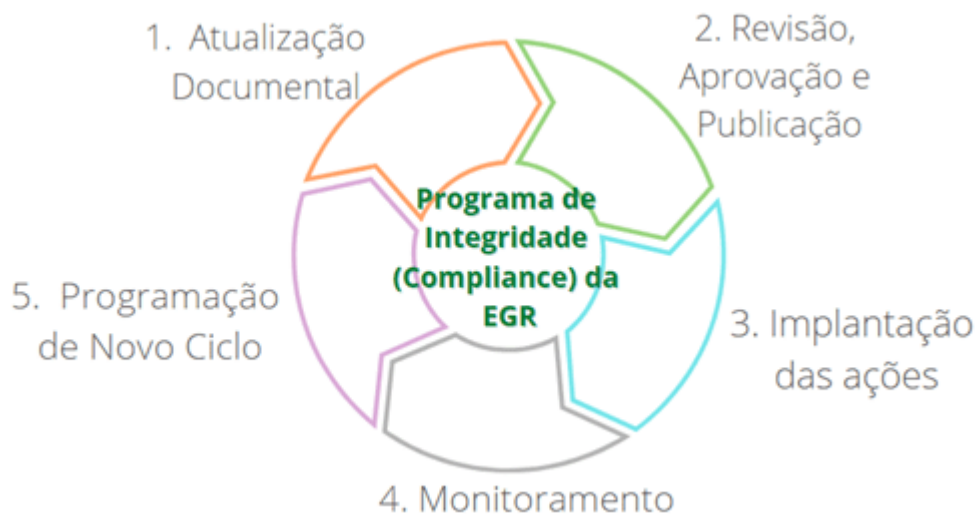 1. Atualização
Documental
2. Revisão,
Aprovação e
Publicação
Programa de
Integridade
(Compliance) da
EGR
5. Programação
de Novo Ciclo
3. Implantação
das ações
4. Monitoramento